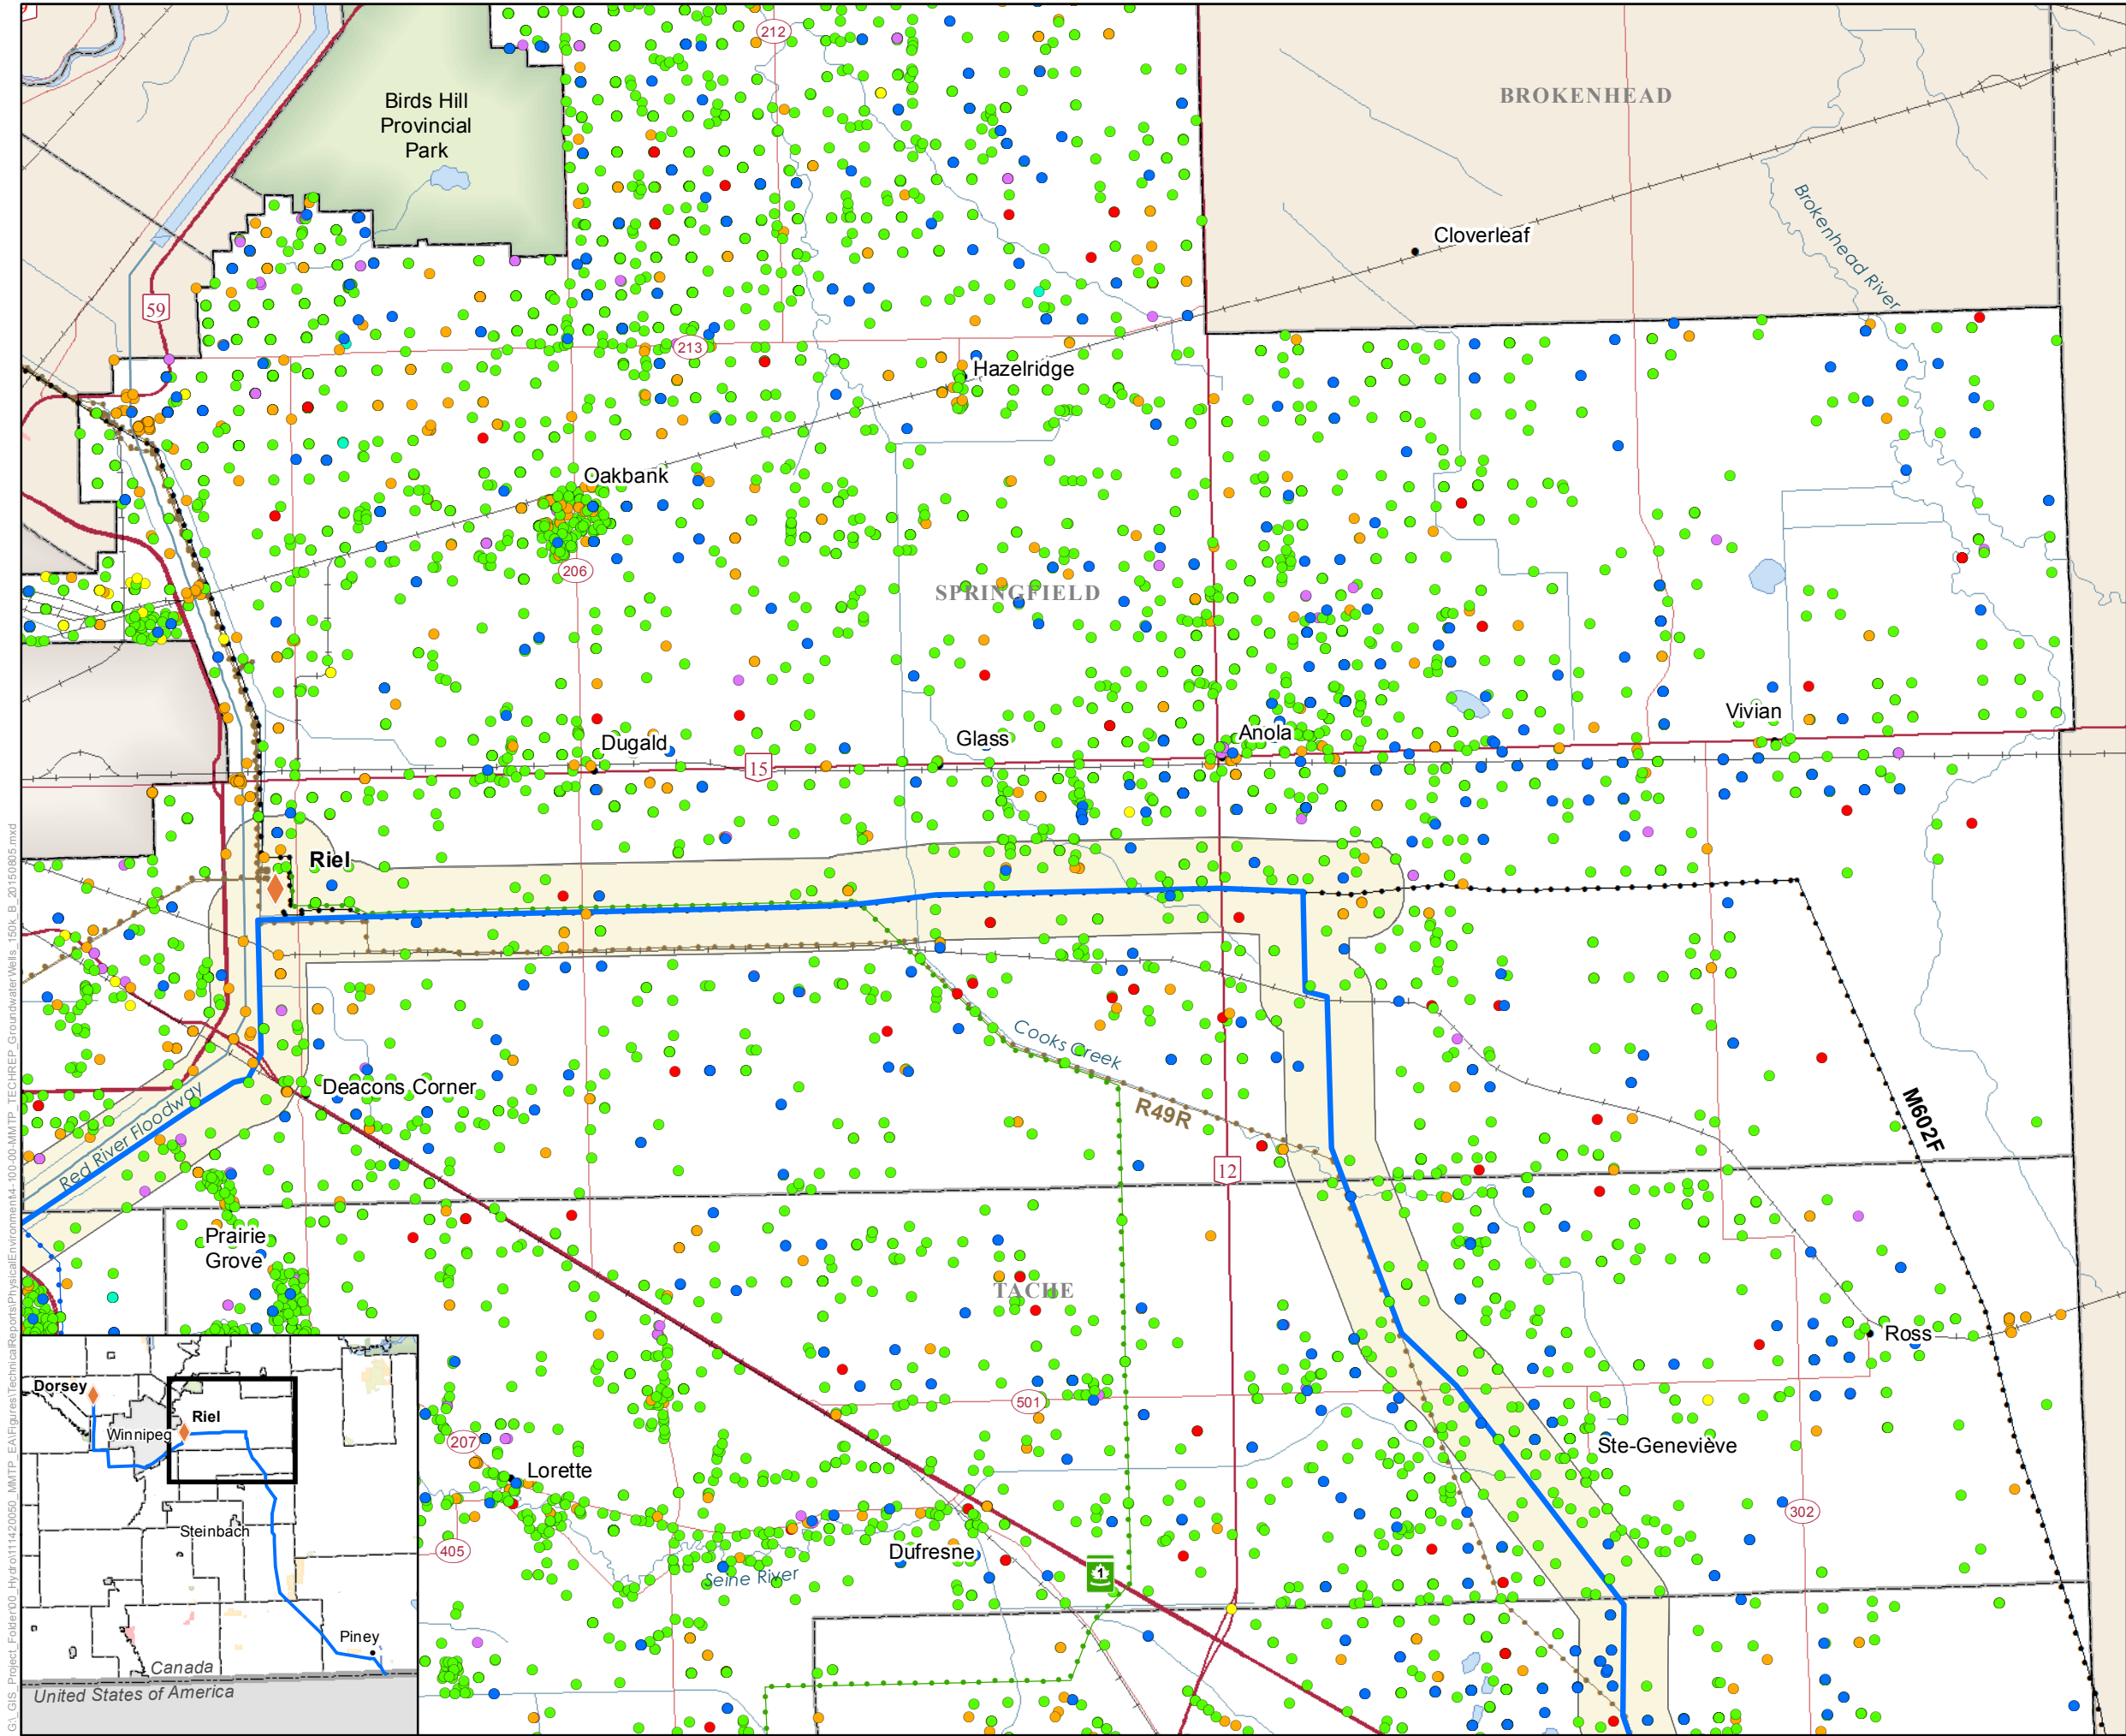 212
Birds Hill
Provincial
Park
BROKENHEAD
Brokenhead River
Cloverleaf
59
213
Hazelridge
Oakbank
206
SPRINGFIELD
Vivian
Anola
Glass
Dugald
15
Riel
Cooks Creek
Deacons Corner
R49R
M602F
Red River Floodway
12
Prairie
Grove
TACHE
Ross
501
207
Ste-Geneviève
Lorette
302
405
Dufresne
Seine River
1
Dorsey
Riel
Winnipeg
Steinbach
Piney
Canada
United States of America